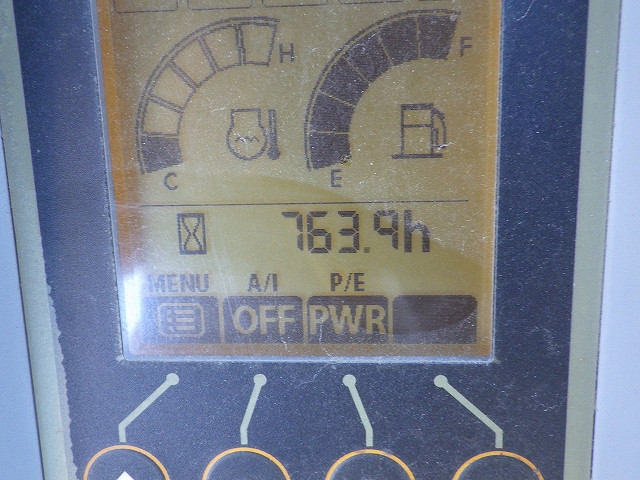 H F
C E
763.9h
MENU A/I P/E
OFF PWR